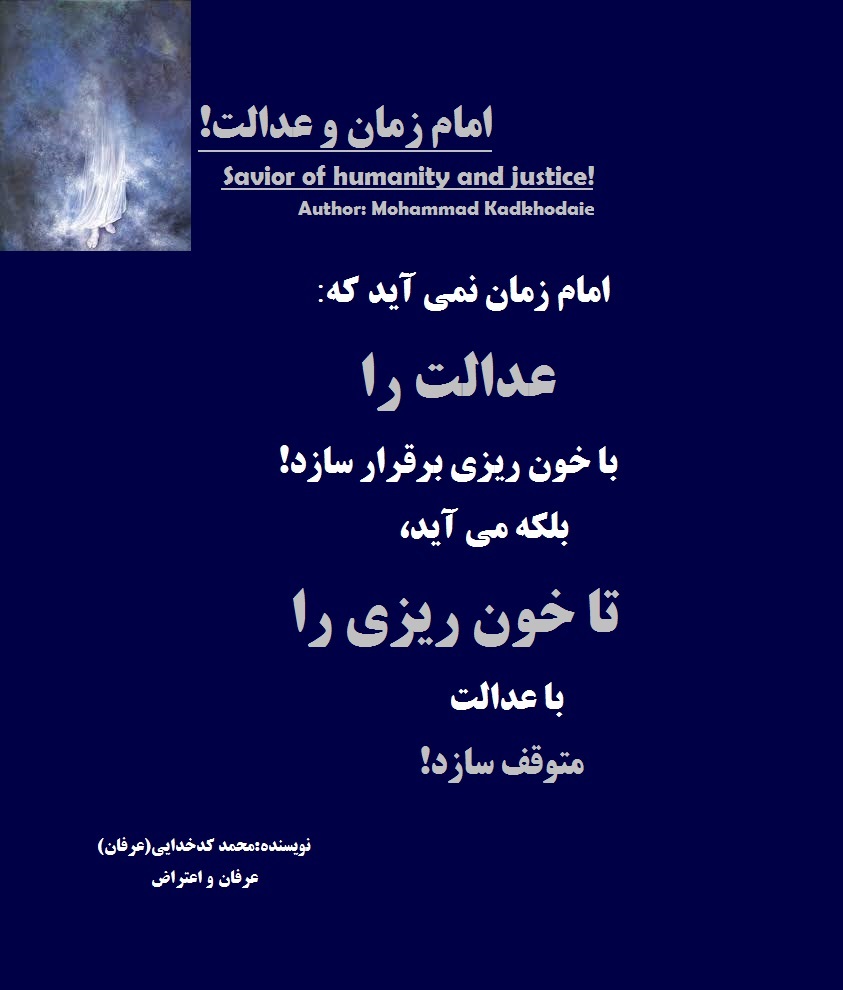 امام زمان و عدالت!
Savior of humanity and justice!
Author: Mohammad Kadkhodaie
امام زمان نمی آید که:
عدالت را
با خون ریزی برقرار سازد!
بلکه می آید،
تا خون ریزی را
با عدالت
متوقف سازد!
نویسنده:محمد کدخدایی(عرفان)
عرفان و اعتراض